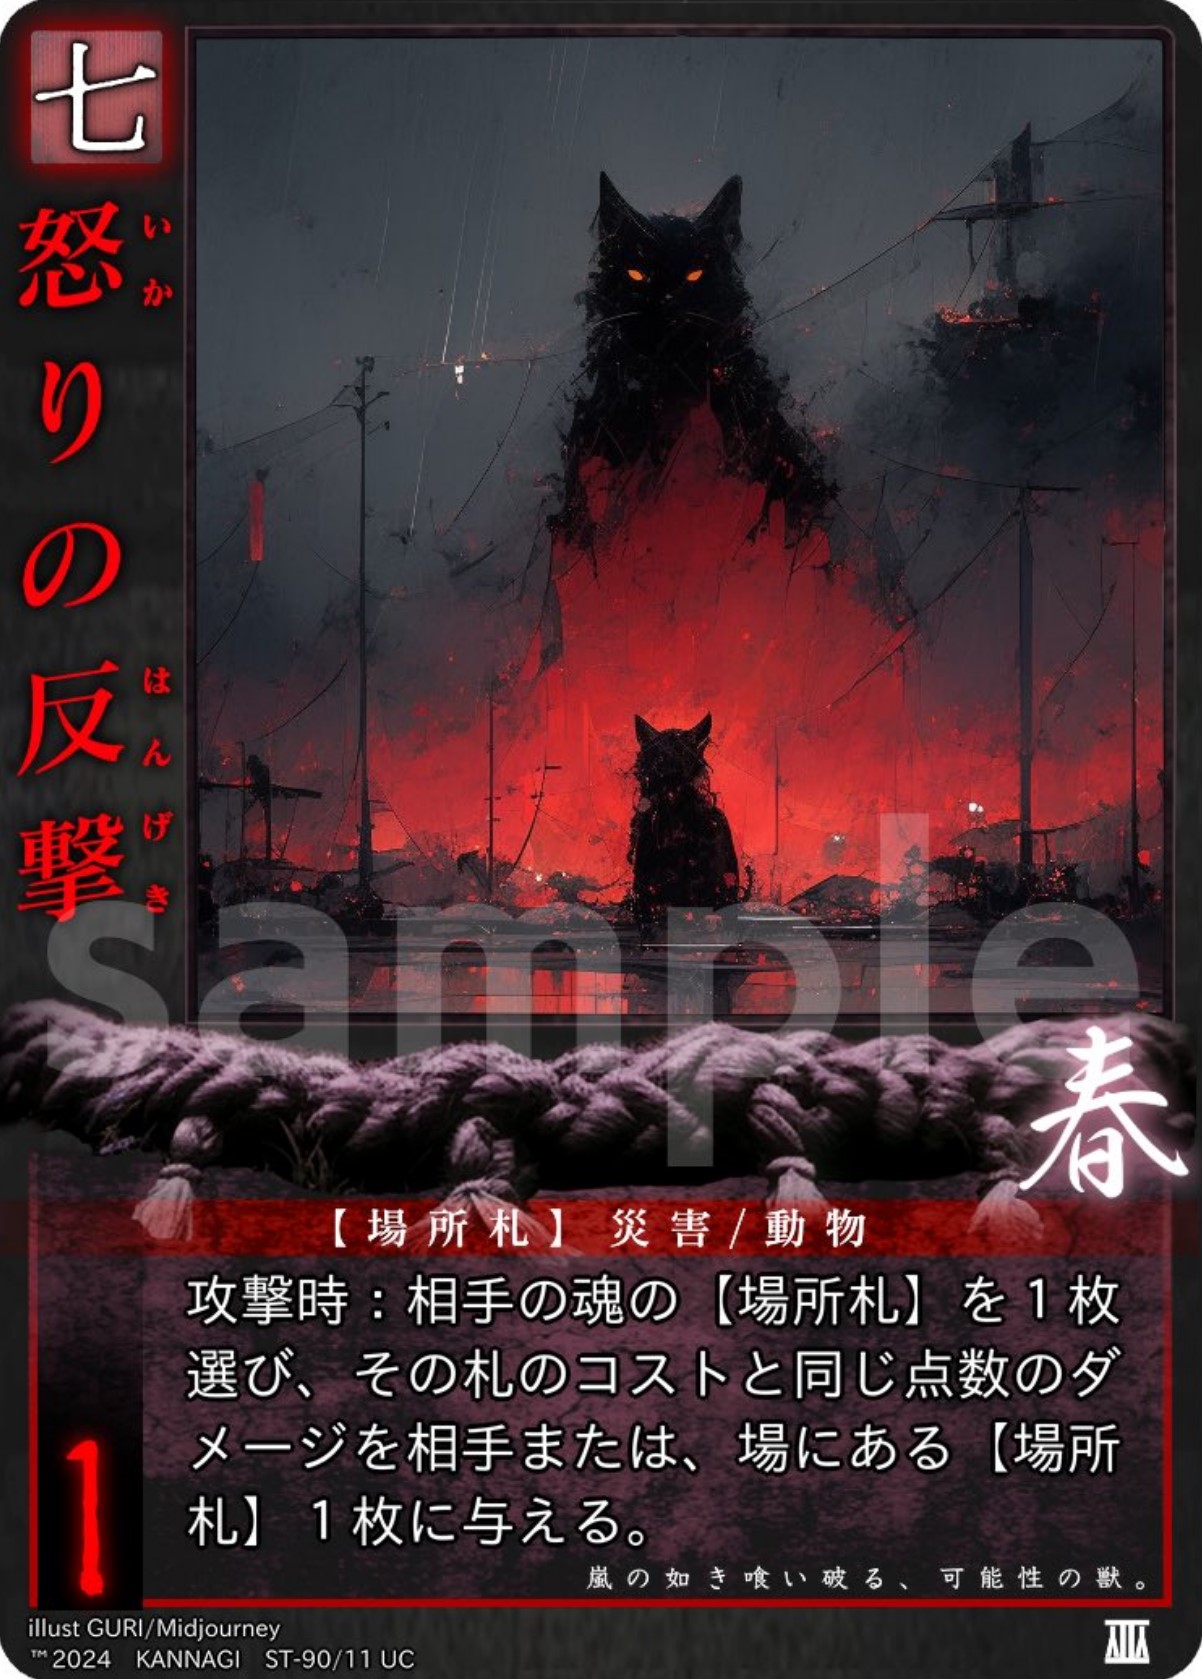 七
怒りの反撃
いか
はんげき
sample
春
【場所札】災害/動物
攻撃時：相手の魂の【場所札】を1枚
選び、その札のコストと同じ点数のダ
メージを相手または、場にある【場所
札】1枚に与える。
1
嵐の如き喰い破る、可能性の獣。
illust GURI/Midjourney
™2024 KANNAGI ST-90/11 UC